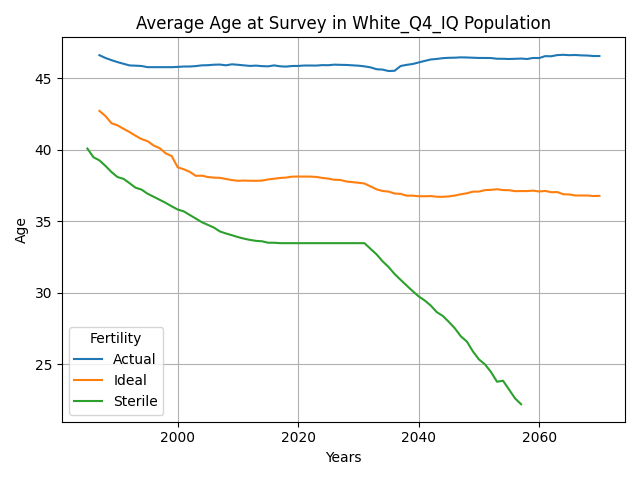 Average Age at Survey in White_Q4_IQ Population
45
40
35
30
25
Age
Fertility
Actual
Ideal
Sterile
2000 2020 2040 2060
Years